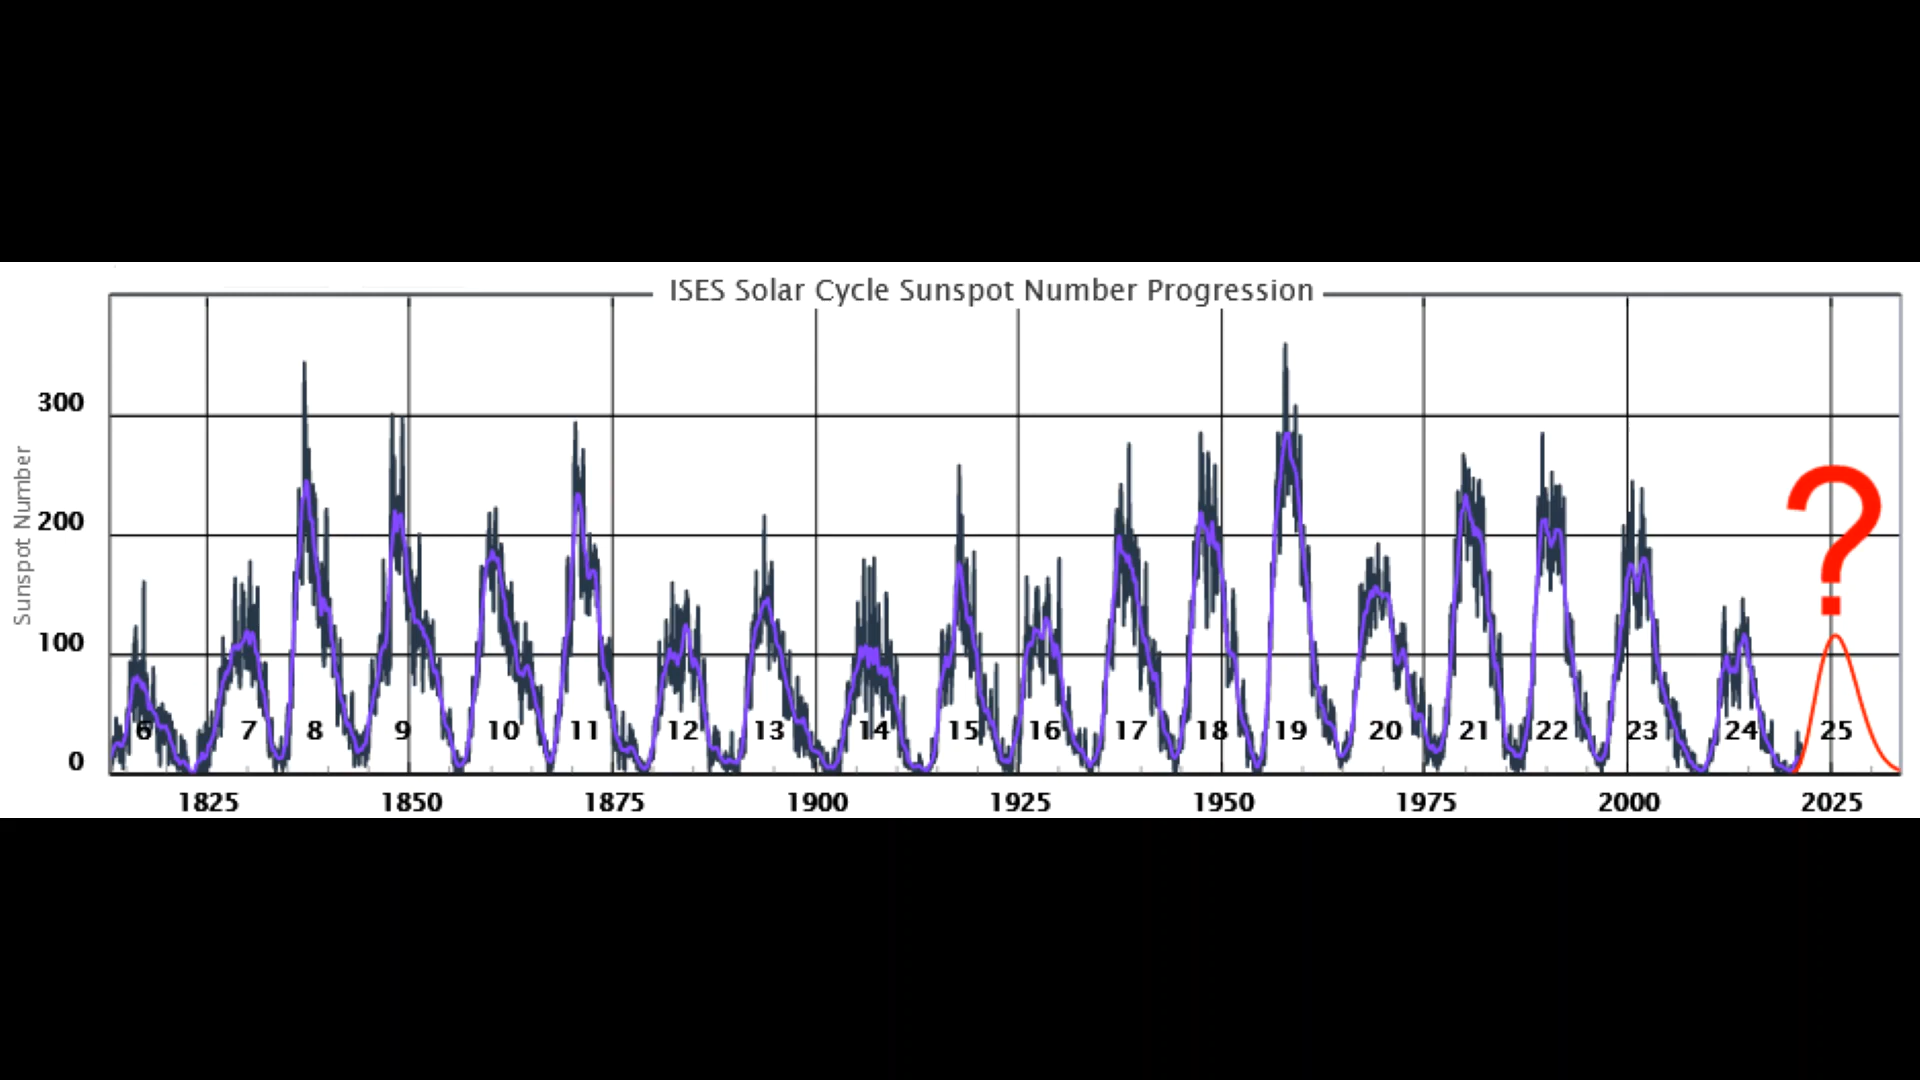 ISES Solar Cycle Sunspot Number Progression
Sunspot Number
300
200
100
0
?
6 7 8 9 10 11 12 13 14 15 16 17 18 19 20 21 22 23 24 25
1825 1850 1875 1900 1925 1950 1975 2000 2025